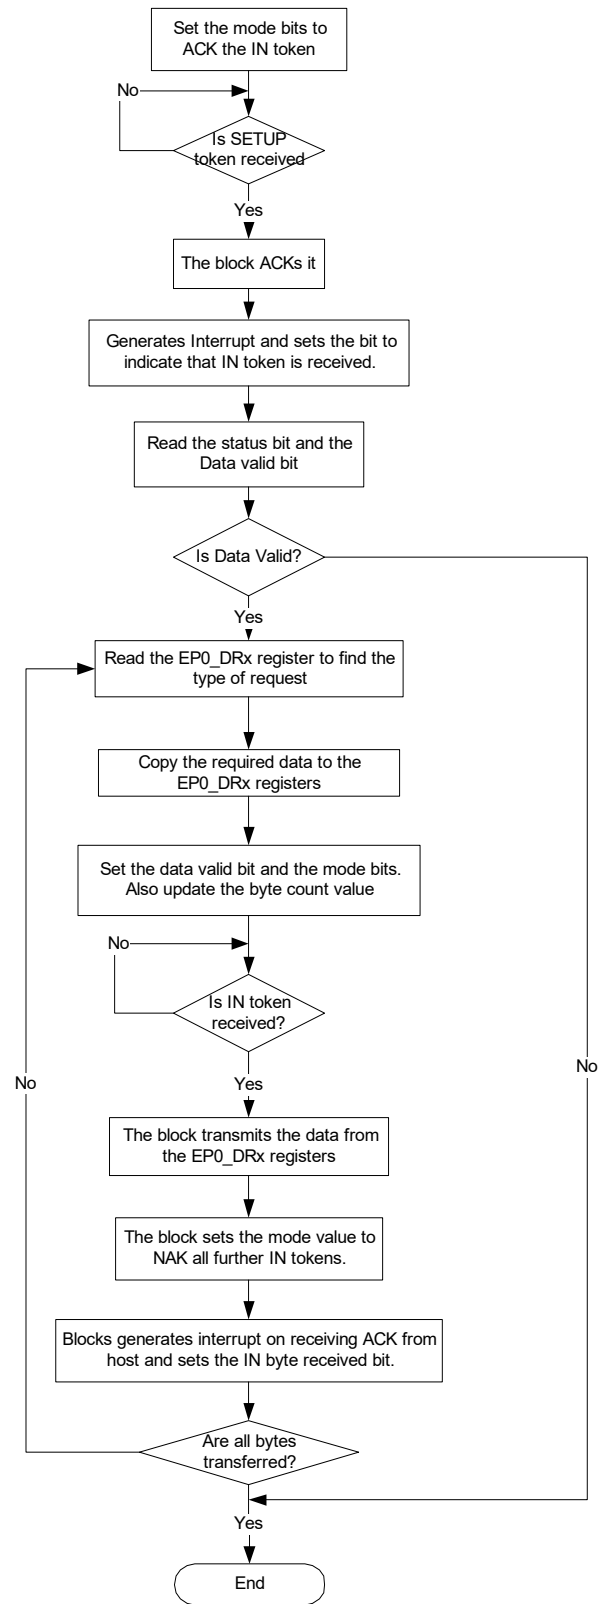 Set the mode bits to
ACK the IN token
No
Is SETUP
token received
Yes
The block ACKs it
Generates Interrupt and sets the bit to
indicate that IN token is received.
Read the status bit and the
Data valid bit
Is Data Valid?
Yes
Read the EP0_DRx register to find the
type of request
Copy the required data to the
EP0_DRx registers
Set the data valid bit and the mode bits.
Also update the byte count value
No
Is IN token
received?
No
No
Yes
The block transmits the data from
the EP0_DRx registers
The block sets the mode value to
NAK all further IN tokens.
Blocks generates interrupt on receiving ACK from
host and sets the IN byte received bit.
Are all bytes
transferred?
Yes
End